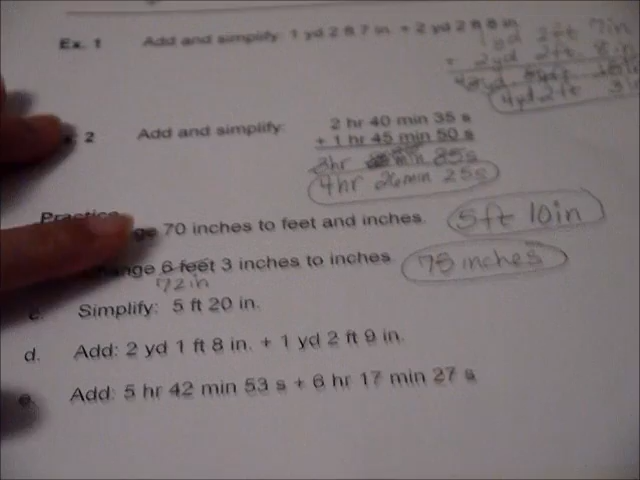 Ex. 1 Add and simplify: 1 yd 2 ft 7 in. + 2 yd 2 ft 8 in.
yd 2ft 7in
+ 2yd 2ft 8in
4yd 2ft
2 Add and simplify:
2 hr 40 min 35 s
+ 1 hr 45 min 50 s
3hr min 85s
4hr 26min 25s
Practice
ge 70 inches to feet and inches. 5ft 10in
ange 6 feet 3 inches to inches 75 inches
72in
c. Simplify: 5 ft 20 in.
d. Add: 2 yd 1 ft 8 in. + 1 yd 2 ft 9 in.
e. Add: 5 hr 42 min 53 s + 6 hr 17 min 27 s